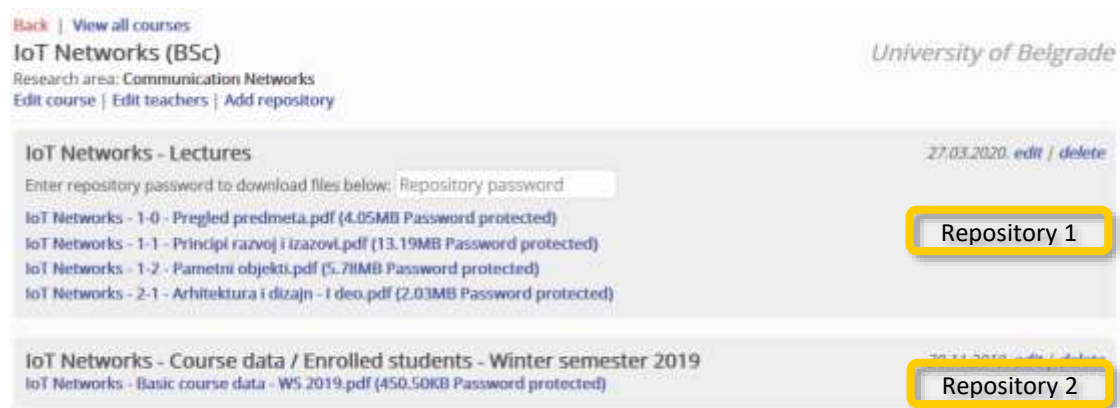 Back | View all courses
IoT Networks (BSc)
University of Belgrade
Research area: Communication Networks
Edit course | Edit teachers | Add repository
IoT Networks - Lectures
27.03.2020. edit / delete
Enter repository password to download files below: Repository password
IoT Networks - 1-0 - Pregled predmeta.pdf (4.05MB Password protected)
IoT Networks - 1-1 - Principi razvoj i izazovi.pdf (13.19MB Password protected)
Repository 1
IoT Networks - 1-2 - Pametni objekti.pdf (5.78MB Password protected)
IoT Networks - 2-1 - Arhitektura i dizajn - I deo.pdf (2.03MB Password protected)
IoT Networks - Course data / Enrolled students - Winter semester 2019
edit / delete
IoT Networks - Basic course data - WS 2019.pdf (450.50KB Password protected)
Repository 2